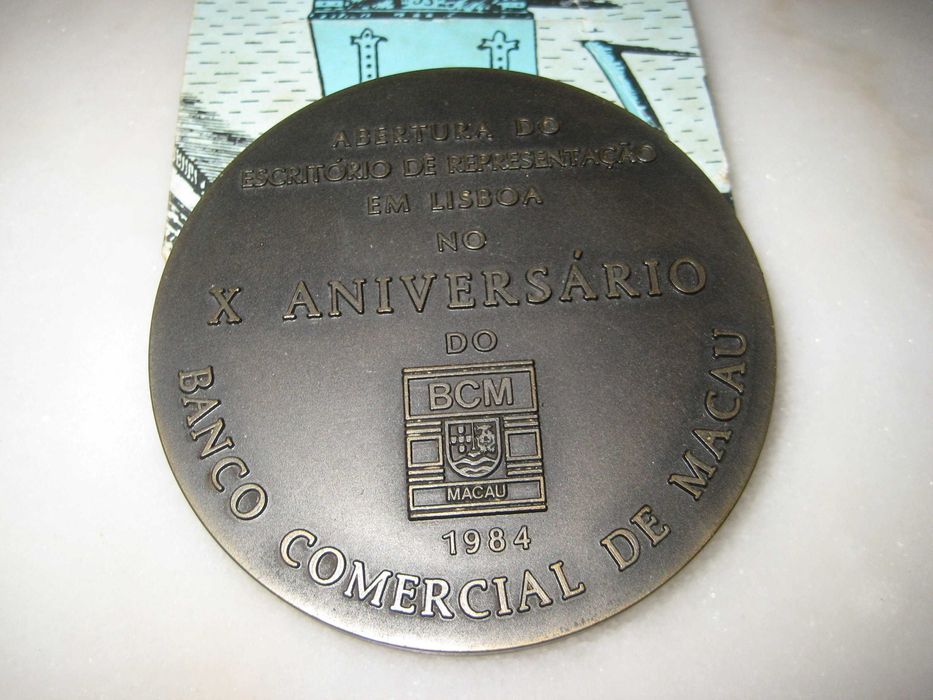 ABERTURA DO
ESCRITÓRIO DE REPRESENTAÇÃO
EM LISBOA
NO
X ANIVERSÁRIO
DO
BCM
MACAU
1984
BANCO COMERCIAL DE MACAU